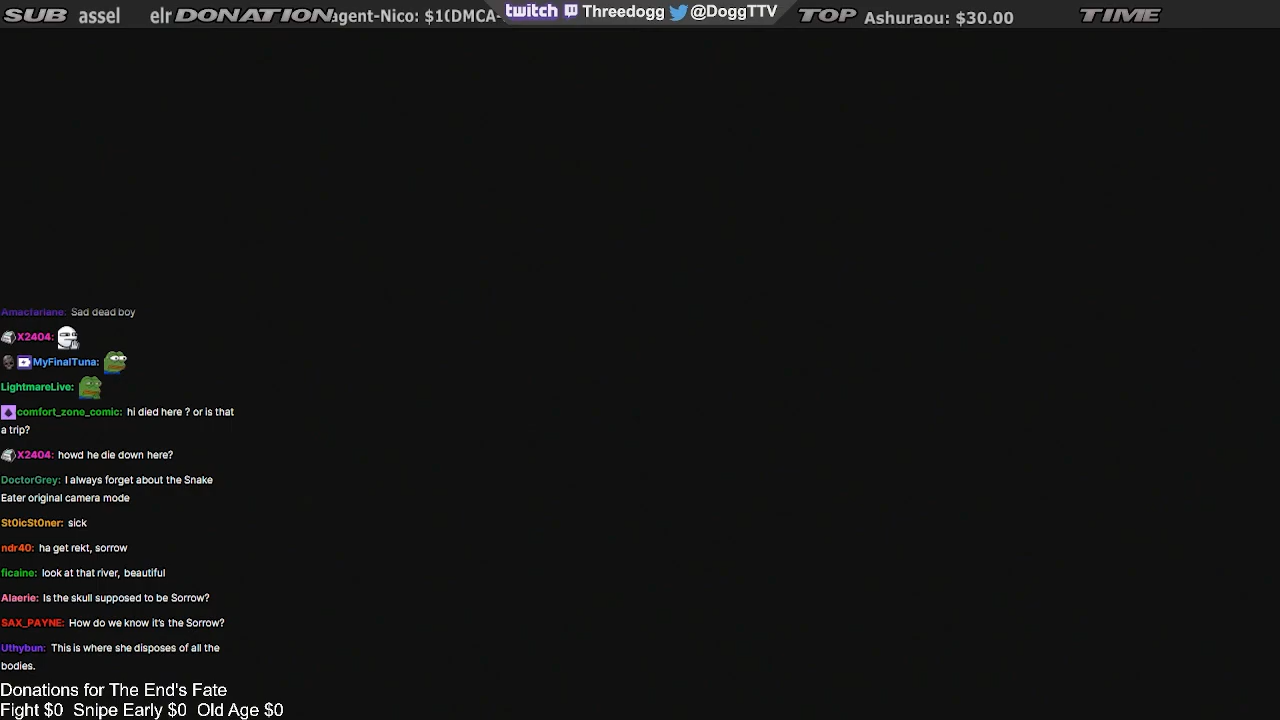 SUB assel elr DONATION agent-Nico: $1(DMCA- twitch Threedogg @DoggTTV TOP Ashuraou: $30.00 TIME
Amacfarlane: Sad dead boy
X2404:
MyFinalTuna:
LightmareLive:
comfort_zone_comic: hi died here ? or is that
a trip?
X2404: howd he die down here?
DoctorGrey: I always forget about the Snake
Eater original camera mode
St0icSt0ner: sick
ndr40: ha get rekt, sorrow
ficaine: look at that river, beautiful
Alaerie: Is the skull supposed to be Sorrow?
SAX_PAYNE: How do we know it's the Sorrow?
Uthybun: This is where she disposes of all the
bodies.
Donations for The End's Fate
Fight $0 Snipe Early $0 Old Age $0